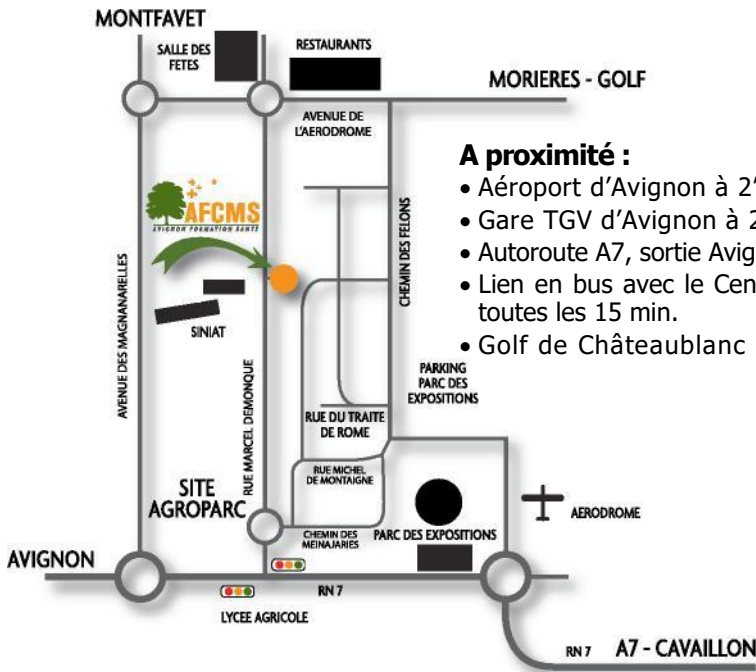 MONTFAVET
SALLE DES
FETES
RESTAURANTS
MORIERES - GOLF
AVENUE DE
L'AERODROME
A proximité :
• Aéroport d'Avignon à 2'
• Gare TGV d'Avignon à 2
• Autoroute A7, sortie Avig
• Lien en bus avec le Cen
toutes les 15 min.
• Golf de Châteaublanc
AFCMS
AVIGNON FORMATION SANTE
AVENUE DES MAGNANARELLES
SINIAT
RUE MARCEL DEMONQUE
CHEMIN DES FELONS
PARKING
PARC DES
EXPOSITIONS
RUE DU TRAITE
DE ROME
RUE MICHEL
DE MONTAIGNE
SITE
AGROPARC
CHEMIN DES
MEINAJARIES
PARC DES EXPOSITIONS
AERODROME
AVIGNON
RN 7
LYCEE AGRICOLE
RN 7 A7 - CAVAILLON